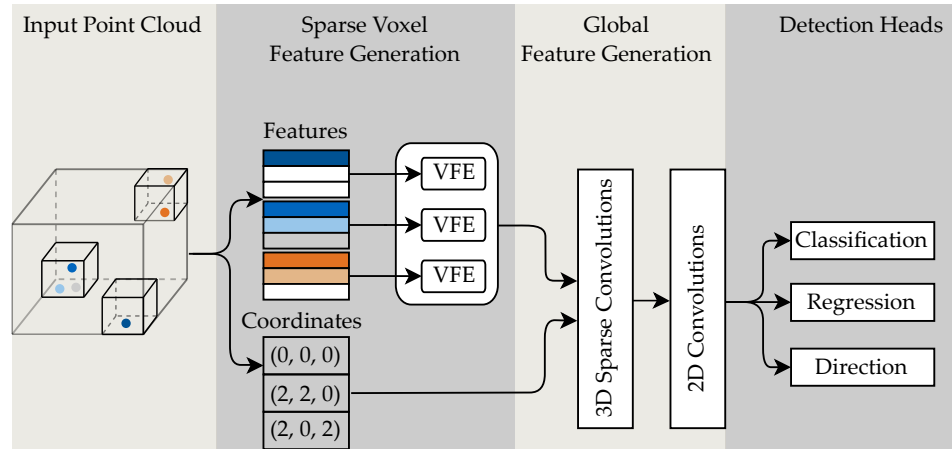 Input Point Cloud
Sparse Voxel
Feature Generation
Global
Feature Generation
Detection Heads
Features
VFE
VFE
VFE
Coordinates
(0, 0, 0)
(2, 2, 0)
(2, 0, 2)
3D Sparse Convolutions
2D Convolutions
Classification
Regression
Direction